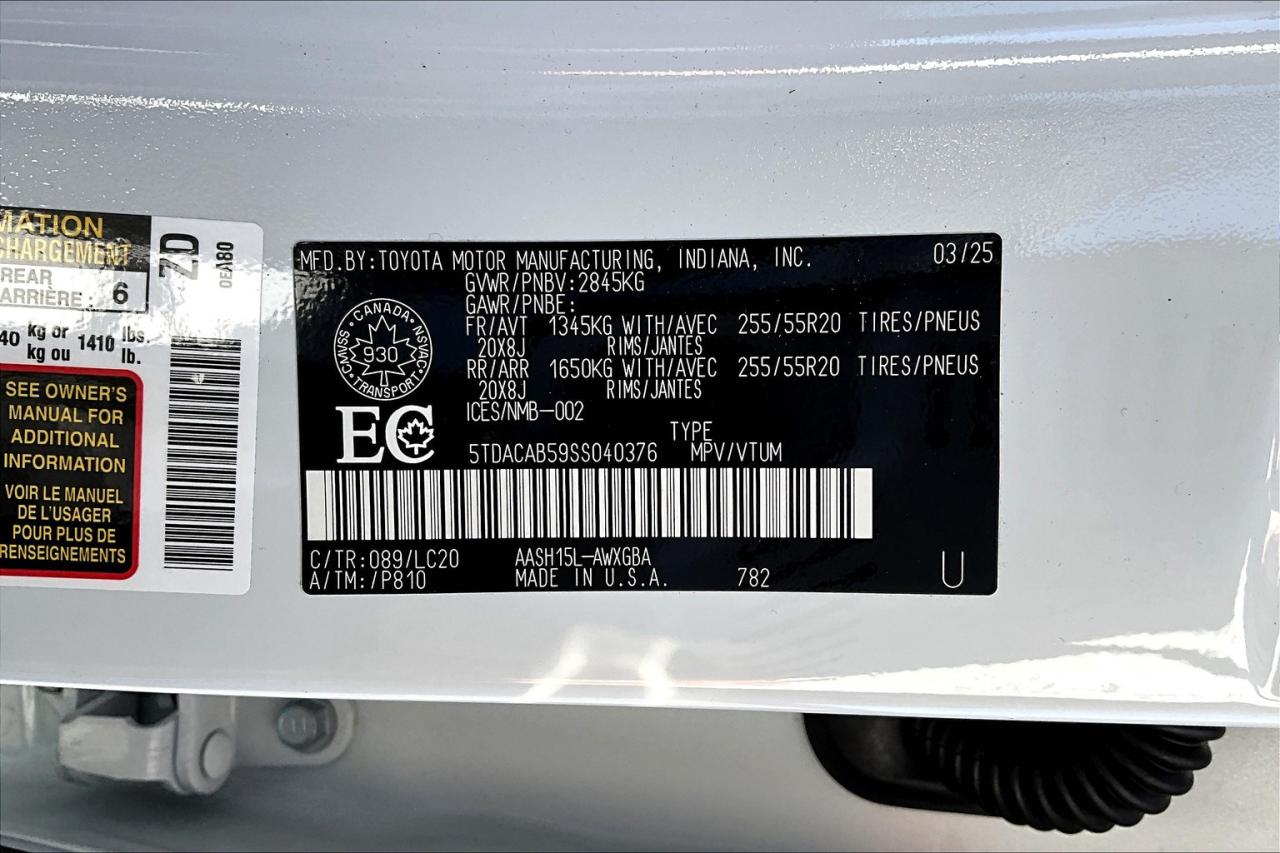 MATION
CHARGEMENT
REAR
ARRIÈRE : 6
40 kg or 1410 lbs.
kg ou lb.
SEE OWNER'S
MANUAL FOR
ADDITIONAL
INFORMATION
VOIR LE MANUEL
DE L'USAGER
POUR PLUS DE
RENSEIGNEMENTS
ZD
0EA80
MFD.BY:TOYOTA MOTOR MANUFACTURING, INDIANA, INC. 03/25
GVWR/PNBV:2845KG
GAWR/PNBE:
FR/AVT 1345KG WITH/AVEC 255/55R20 TIRES/PNEUS
20X8J RIMS/JANTES
RR/ARR 1650KG WITH/AVEC 255/55R20 TIRES/PNEUS
20X8J RIMS/JANTES
ICES/NMB-002
CANADA
CMVSS 930 NSVAC
TRANSPORT
EC
TYPE
5TDACAB59SS040376 MPV/VTUM
C/TR:089/LC20 AASH15L-AWXGBA
A/TM:/P810 MADE IN U.S.A. 782 U